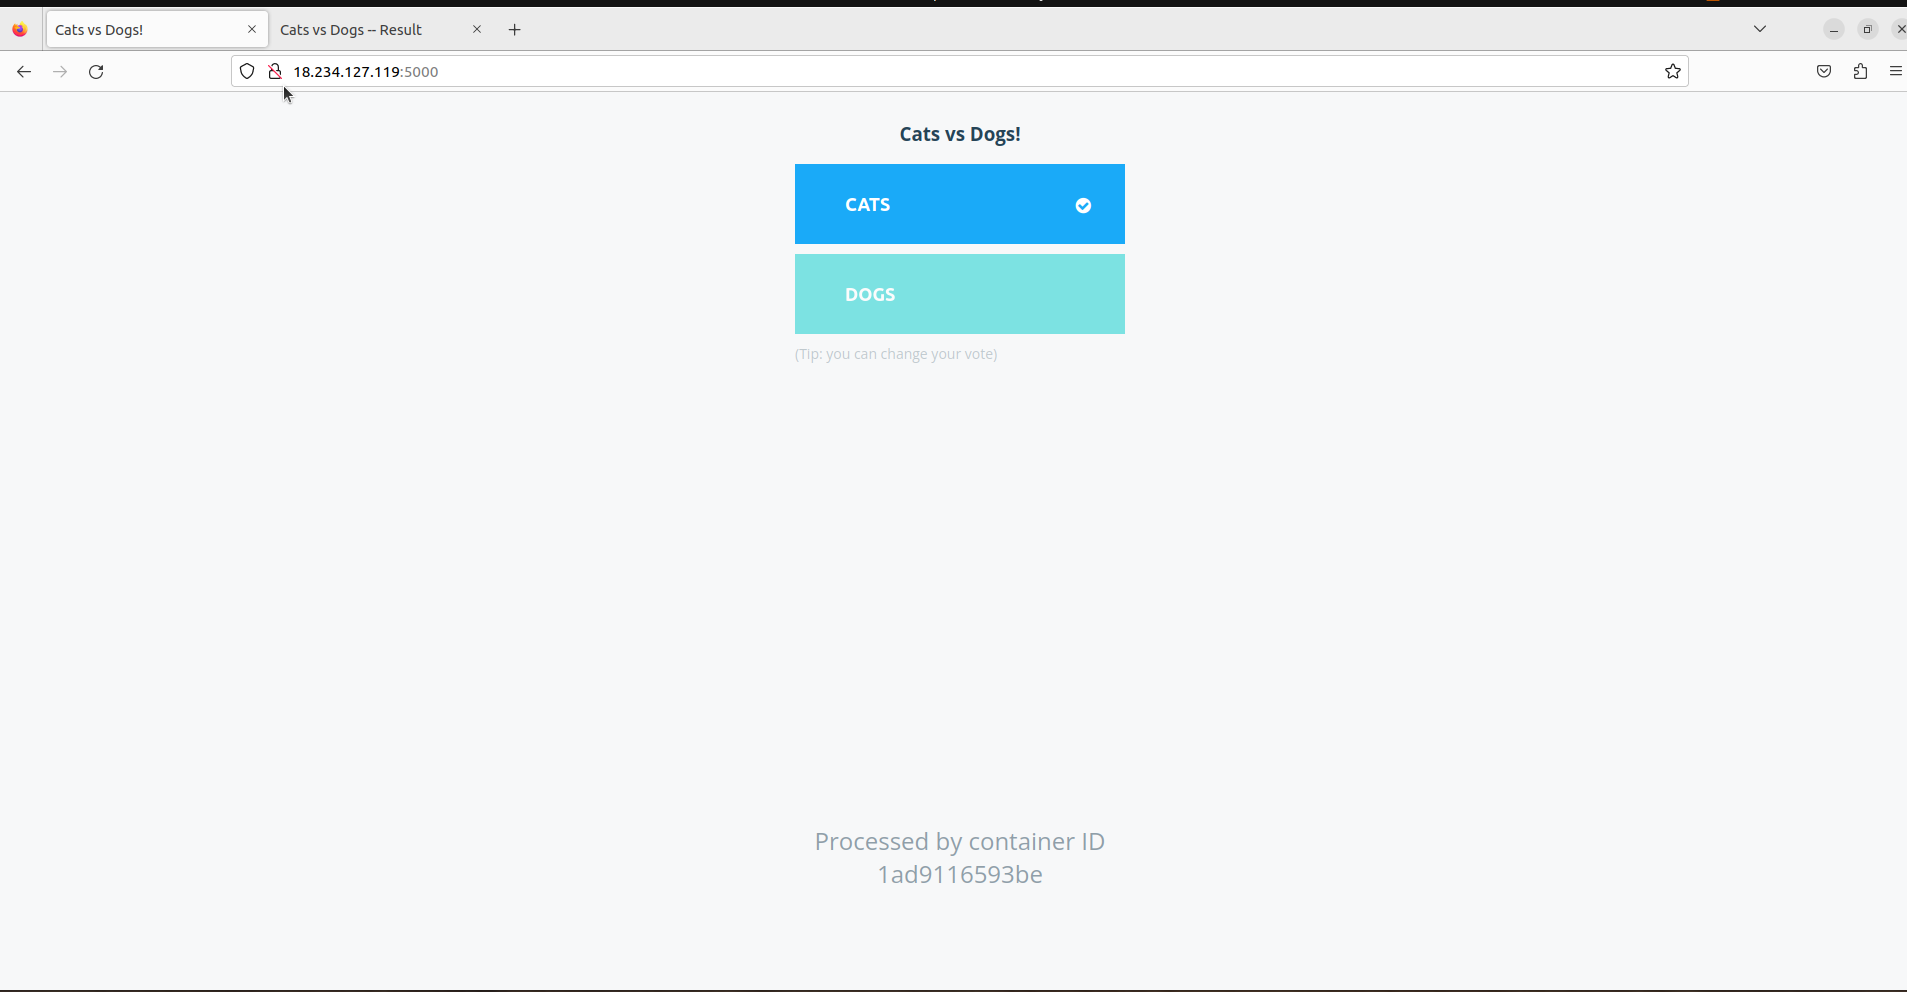 Cats vs Dogs!
Cats vs Dogs -- Result
18.234.127.119:5000
Cats vs Dogs!
CATS
DOGS
(Tip: you can change your vote)
Processed by container ID
1ad9116593be